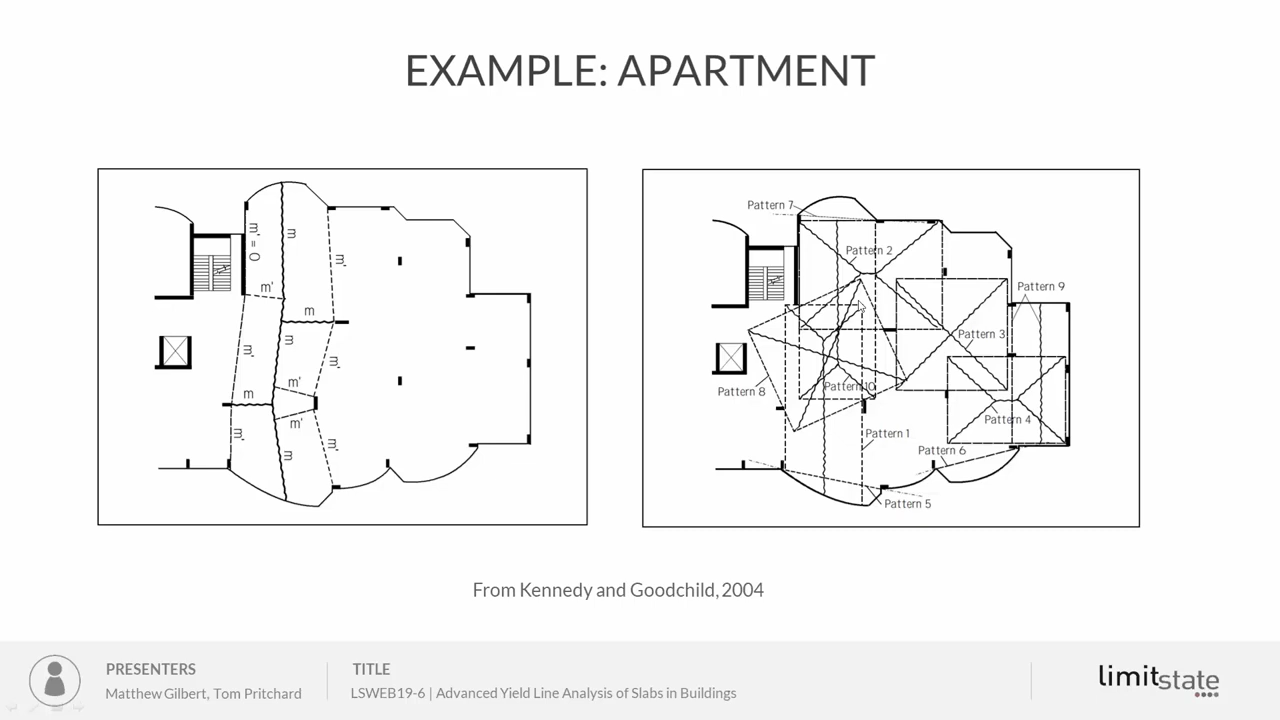 EXAMPLE: APARTMENT
m' = 0
m
m'
m'
m
m'
m
m'
m'
m
m'
m'
m
m'
Pattern 7
Pattern 2
Pattern 9
Pattern 3
Pattern 8
Pattern 10
Pattern 4
Pattern 1
Pattern 6
Pattern 5
From Kennedy and Goodchild, 2004
PRESENTERS
Matthew Gilbert, Tom Pritchard
TITLE
LSWEB19-6 | Advanced Yield Line Analysis of Slabs in Buildings
limitstate